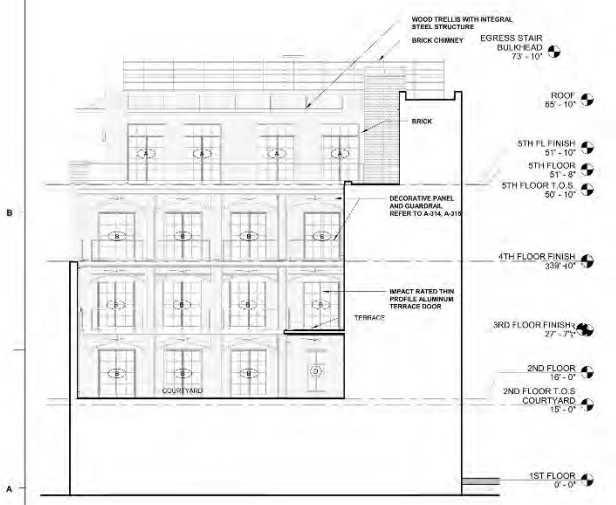 WOOD TRELLIS WITH INTEGRAL
STEEL STRUCTURE
BRICK CHIMNEY
EGRESS STAIR
BULKHEAD
73' - 10"
ROOF
65' - 10"
BRICK
5TH FL FINISH
51' - 10"
5TH FLOOR
51' - 8"
5TH FLOOR T.O.S.
50' - 10"
A
A
A
A
B
DECORATIVE PANEL
AND GUARDRAIL
REFER TO A-314, A-315
B
B
B
B
4TH FLOOR FINISH
IMPACT RATED THIN
PROFILE ALUMINUM
TERRACE DOOR
B
B
B
B
TERRACE
3RD FLOOR FINISH
27' - 7½"
B
B
B
D
2ND FLOOR
16' - 0"
COURTYARD
2ND FLOOR T.O.S
COURTYARD
15' - 0"
1ST FLOOR
0' - 0"
A